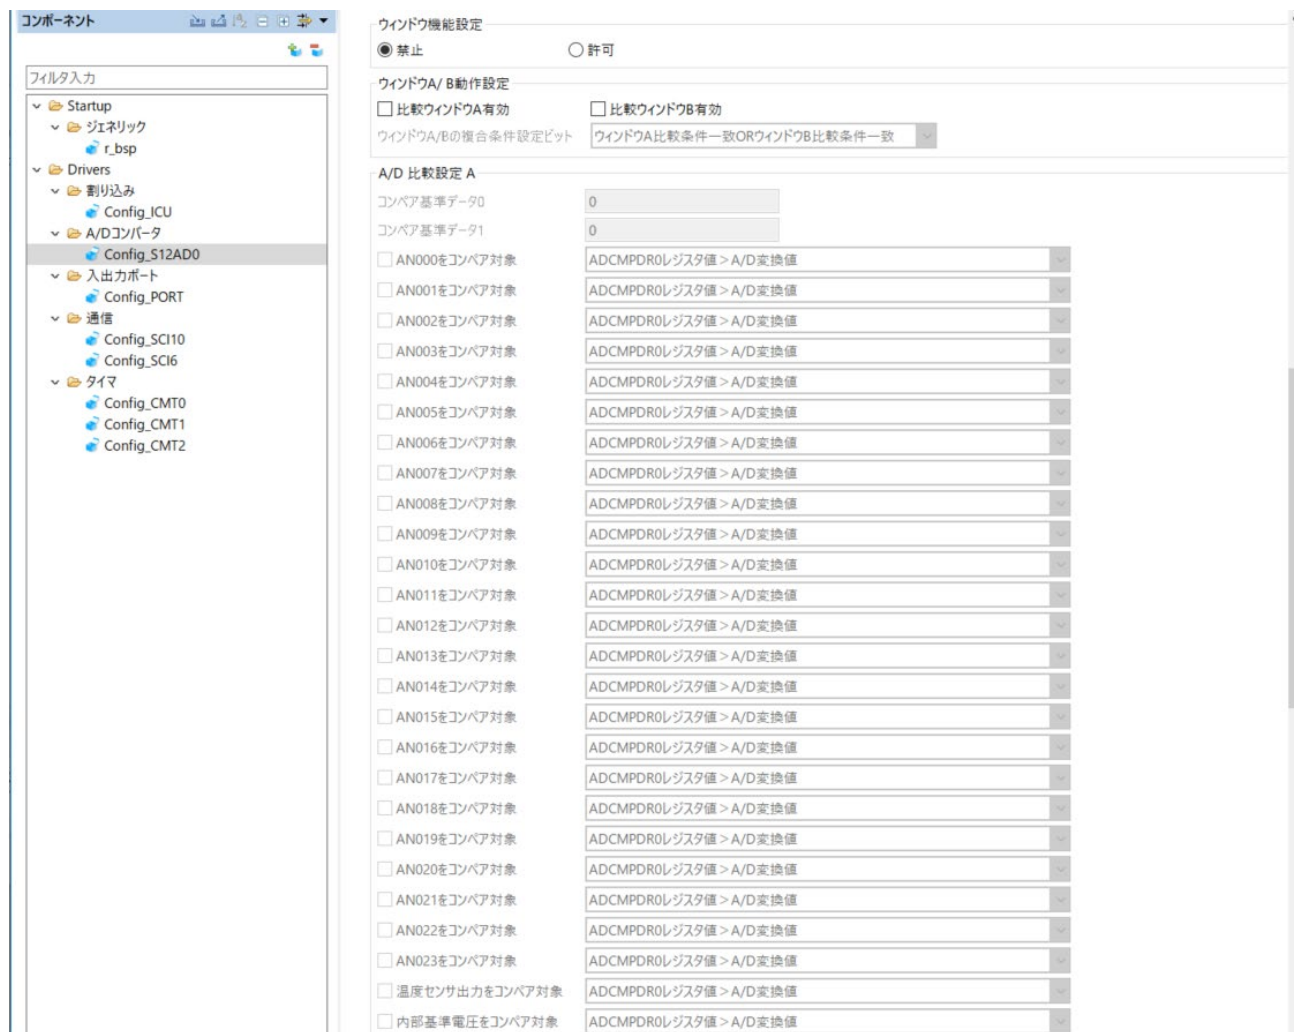 コンポーネント
フィルタ入力
Startup
ジェネリック
r_bsp
Drivers
割り込み
Config_ICU
A/Dコンバータ
Config_S12AD0
入出力ポート
Config_PORT
通信
Config_SCI10
Config_SCI6
タイマ
Config_CMT0
Config_CMT1
Config_CMT2
ウィンドウ機能設定
禁止 許可
ウィンドウA/ B動作設定
比較ウィンドウA有効 比較ウィンドウB有効
ウィンドウA/Bの複合条件設定ビット ウィンドウA比較条件一致ORウィンドウB比較条件一致
A/D 比較設定 A
コンペア基準データ0 0
コンペア基準データ1 0
AN000をコンペア対象 ADCMPDR0レジスタ値＞A/D変換値
AN001をコンペア対象 ADCMPDR0レジスタ値＞A/D変換値
AN002をコンペア対象 ADCMPDR0レジスタ値＞A/D変換値
AN003をコンペア対象 ADCMPDR0レジスタ値＞A/D変換値
AN004をコンペア対象 ADCMPDR0レジスタ値＞A/D変換値
AN005をコンペア対象 ADCMPDR0レジスタ値＞A/D変換値
AN006をコンペア対象 ADCMPDR0レジスタ値＞A/D変換値
AN007をコンペア対象 ADCMPDR0レジスタ値＞A/D変換値
AN008をコンペア対象 ADCMPDR0レジスタ値＞A/D変換値
AN009をコンペア対象 ADCMPDR0レジスタ値＞A/D変換値
AN010をコンペア対象 ADCMPDR0レジスタ値＞A/D変換値
AN011をコンペア対象 ADCMPDR0レジスタ値＞A/D変換値
AN012をコンペア対象 ADCMPDR0レジスタ値＞A/D変換値
AN013をコンペア対象 ADCMPDR0レジスタ値＞A/D変換値
AN014をコンペア対象 ADCMPDR0レジスタ値＞A/D変換値
AN015をコンペア対象 ADCMPDR0レジスタ値＞A/D変換値
AN016をコンペア対象 ADCMPDR0レジスタ値＞A/D変換値
AN017をコンペア対象 ADCMPDR0レジスタ値＞A/D変換値
AN018をコンペア対象 ADCMPDR0レジスタ値＞A/D変換値
AN019をコンペア対象 ADCMPDR0レジスタ値＞A/D変換値
AN020をコンペア対象 ADCMPDR0レジスタ値＞A/D変換値
AN021をコンペア対象 ADCMPDR0レジスタ値＞A/D変換値
AN022をコンペア対象 ADCMPDR0レジスタ値＞A/D変換値
AN023をコンペア対象 ADCMPDR0レジスタ値＞A/D変換値
温度センサ出力をコンペア対象 ADCMPDR0レジスタ値＞A/D変換値
内部基準電圧をコンペア対象 ADCMPDR0レジスタ値＞A/D変換値